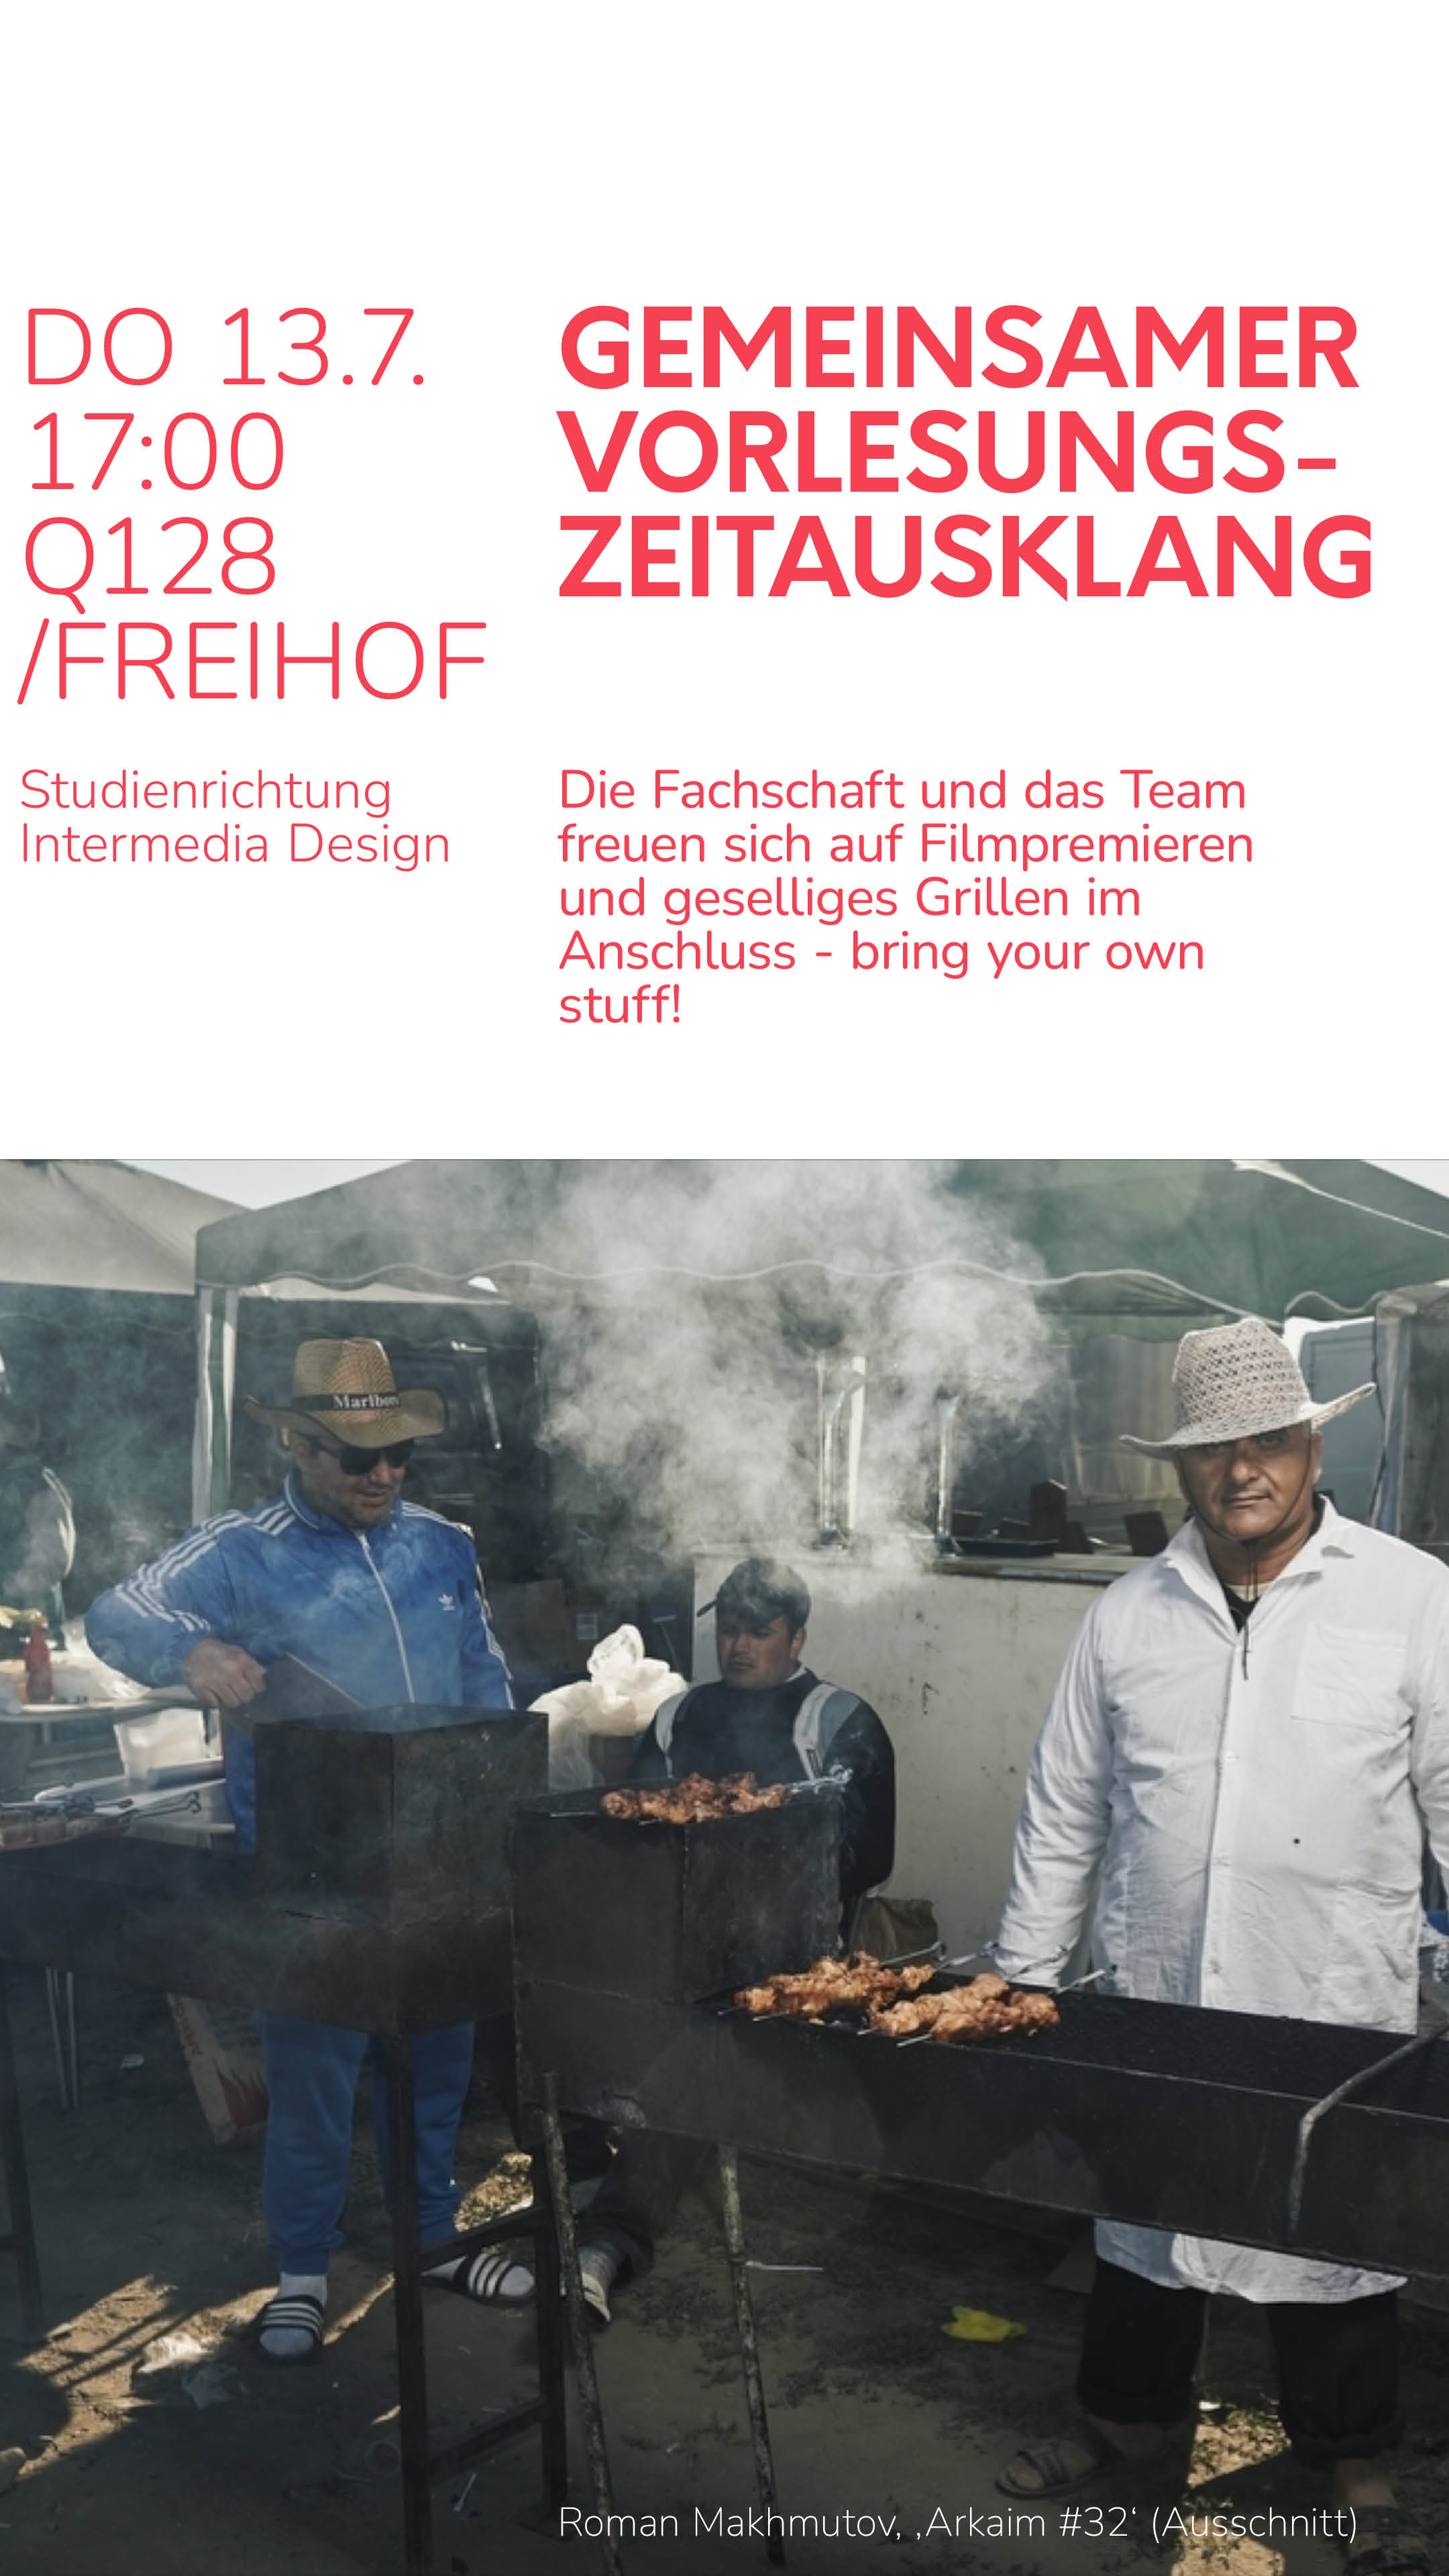 DO 13.7.
17:00
Q128
/FREIHOF
Studienrichtung
Intermedia Design
GEMEINSAMER
VORLESUNGS-
ZEITAUSKLANG
Die Fachschaft und das Team
freuen sich auf Filmpremieren
und geselliges Grillen im
Anschluss - bring your own
stuff!
Marlboro
Roman Makhmutov, ‚Arkaim #32‘ (Ausschnitt)